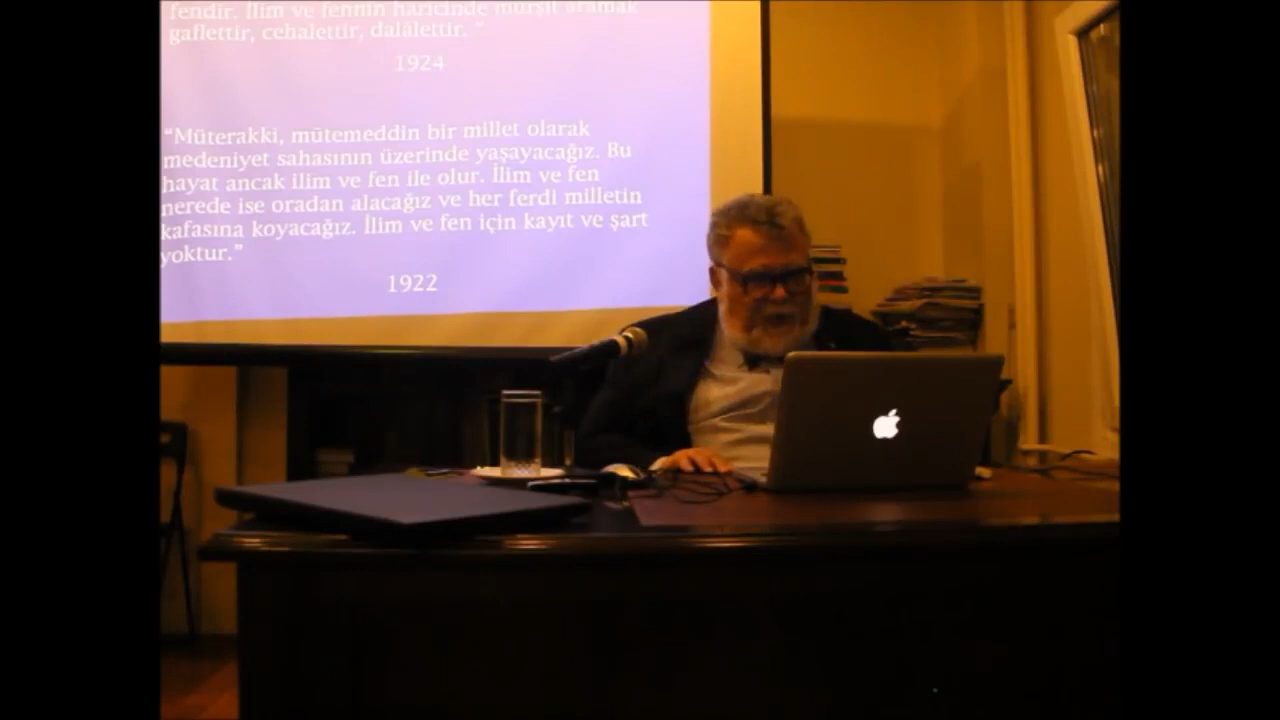 fendir. İlim ve fennin haricinde mürşit aramak
gaflettir, cehalettir, dalâlettir. "
1924
“Müterakki, mütemeddin bir millet olarak
medeniyet sahasının üzerinde yaşayacağız. Bu
hayat ancak ilim ve fen ile olur. İlim ve fen
nerede ise oradan alacağız ve her ferdi milletin
kafasına koyacağız. İlim ve fen için kayıt ve şart
yoktur.”
1922